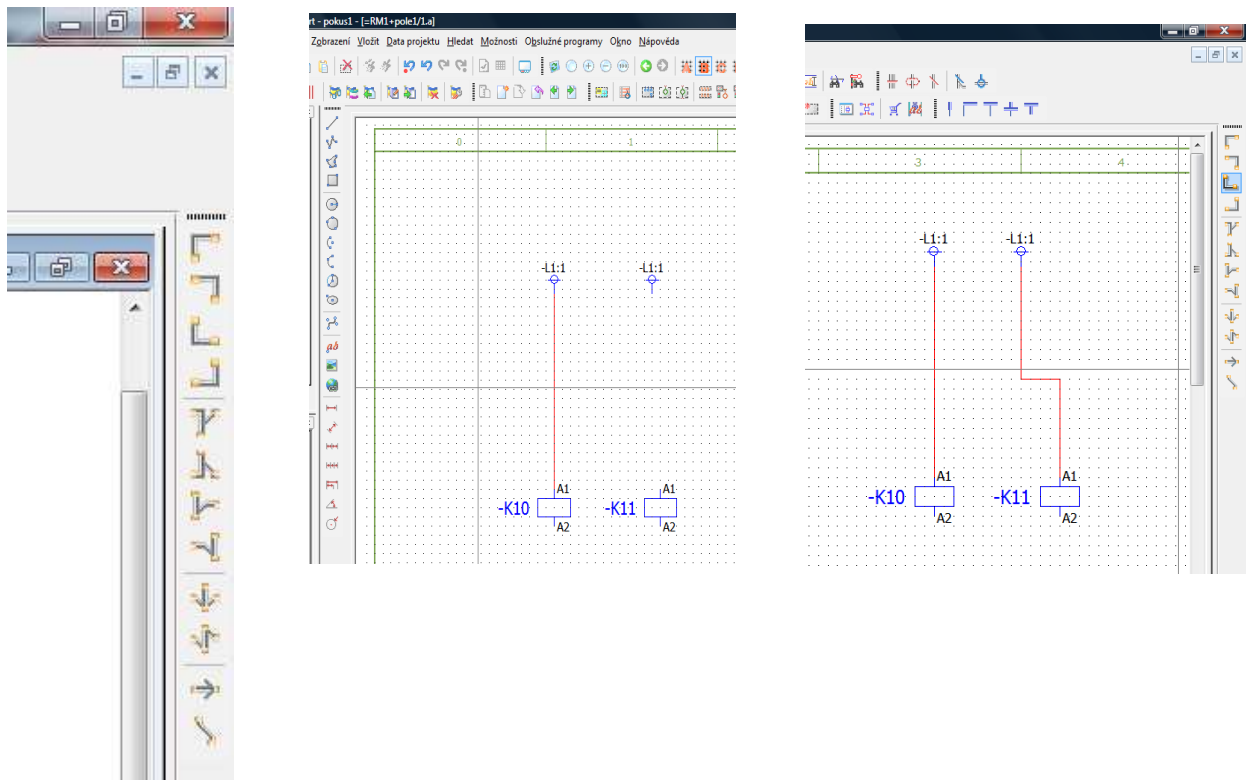 rt - pokus1 - [=RM1+pole1/1.a]
Zobrazení Vložit Data projektu Hledat Možnosti Obslužné programy Okno Nápověda
ab
0 1
-L1:1 -L1:1
A1 A1
-K10 -K11
A2 A2
3 4
-L1:1 -L1:1
A1 A1
-K10 -K11
A2 A2